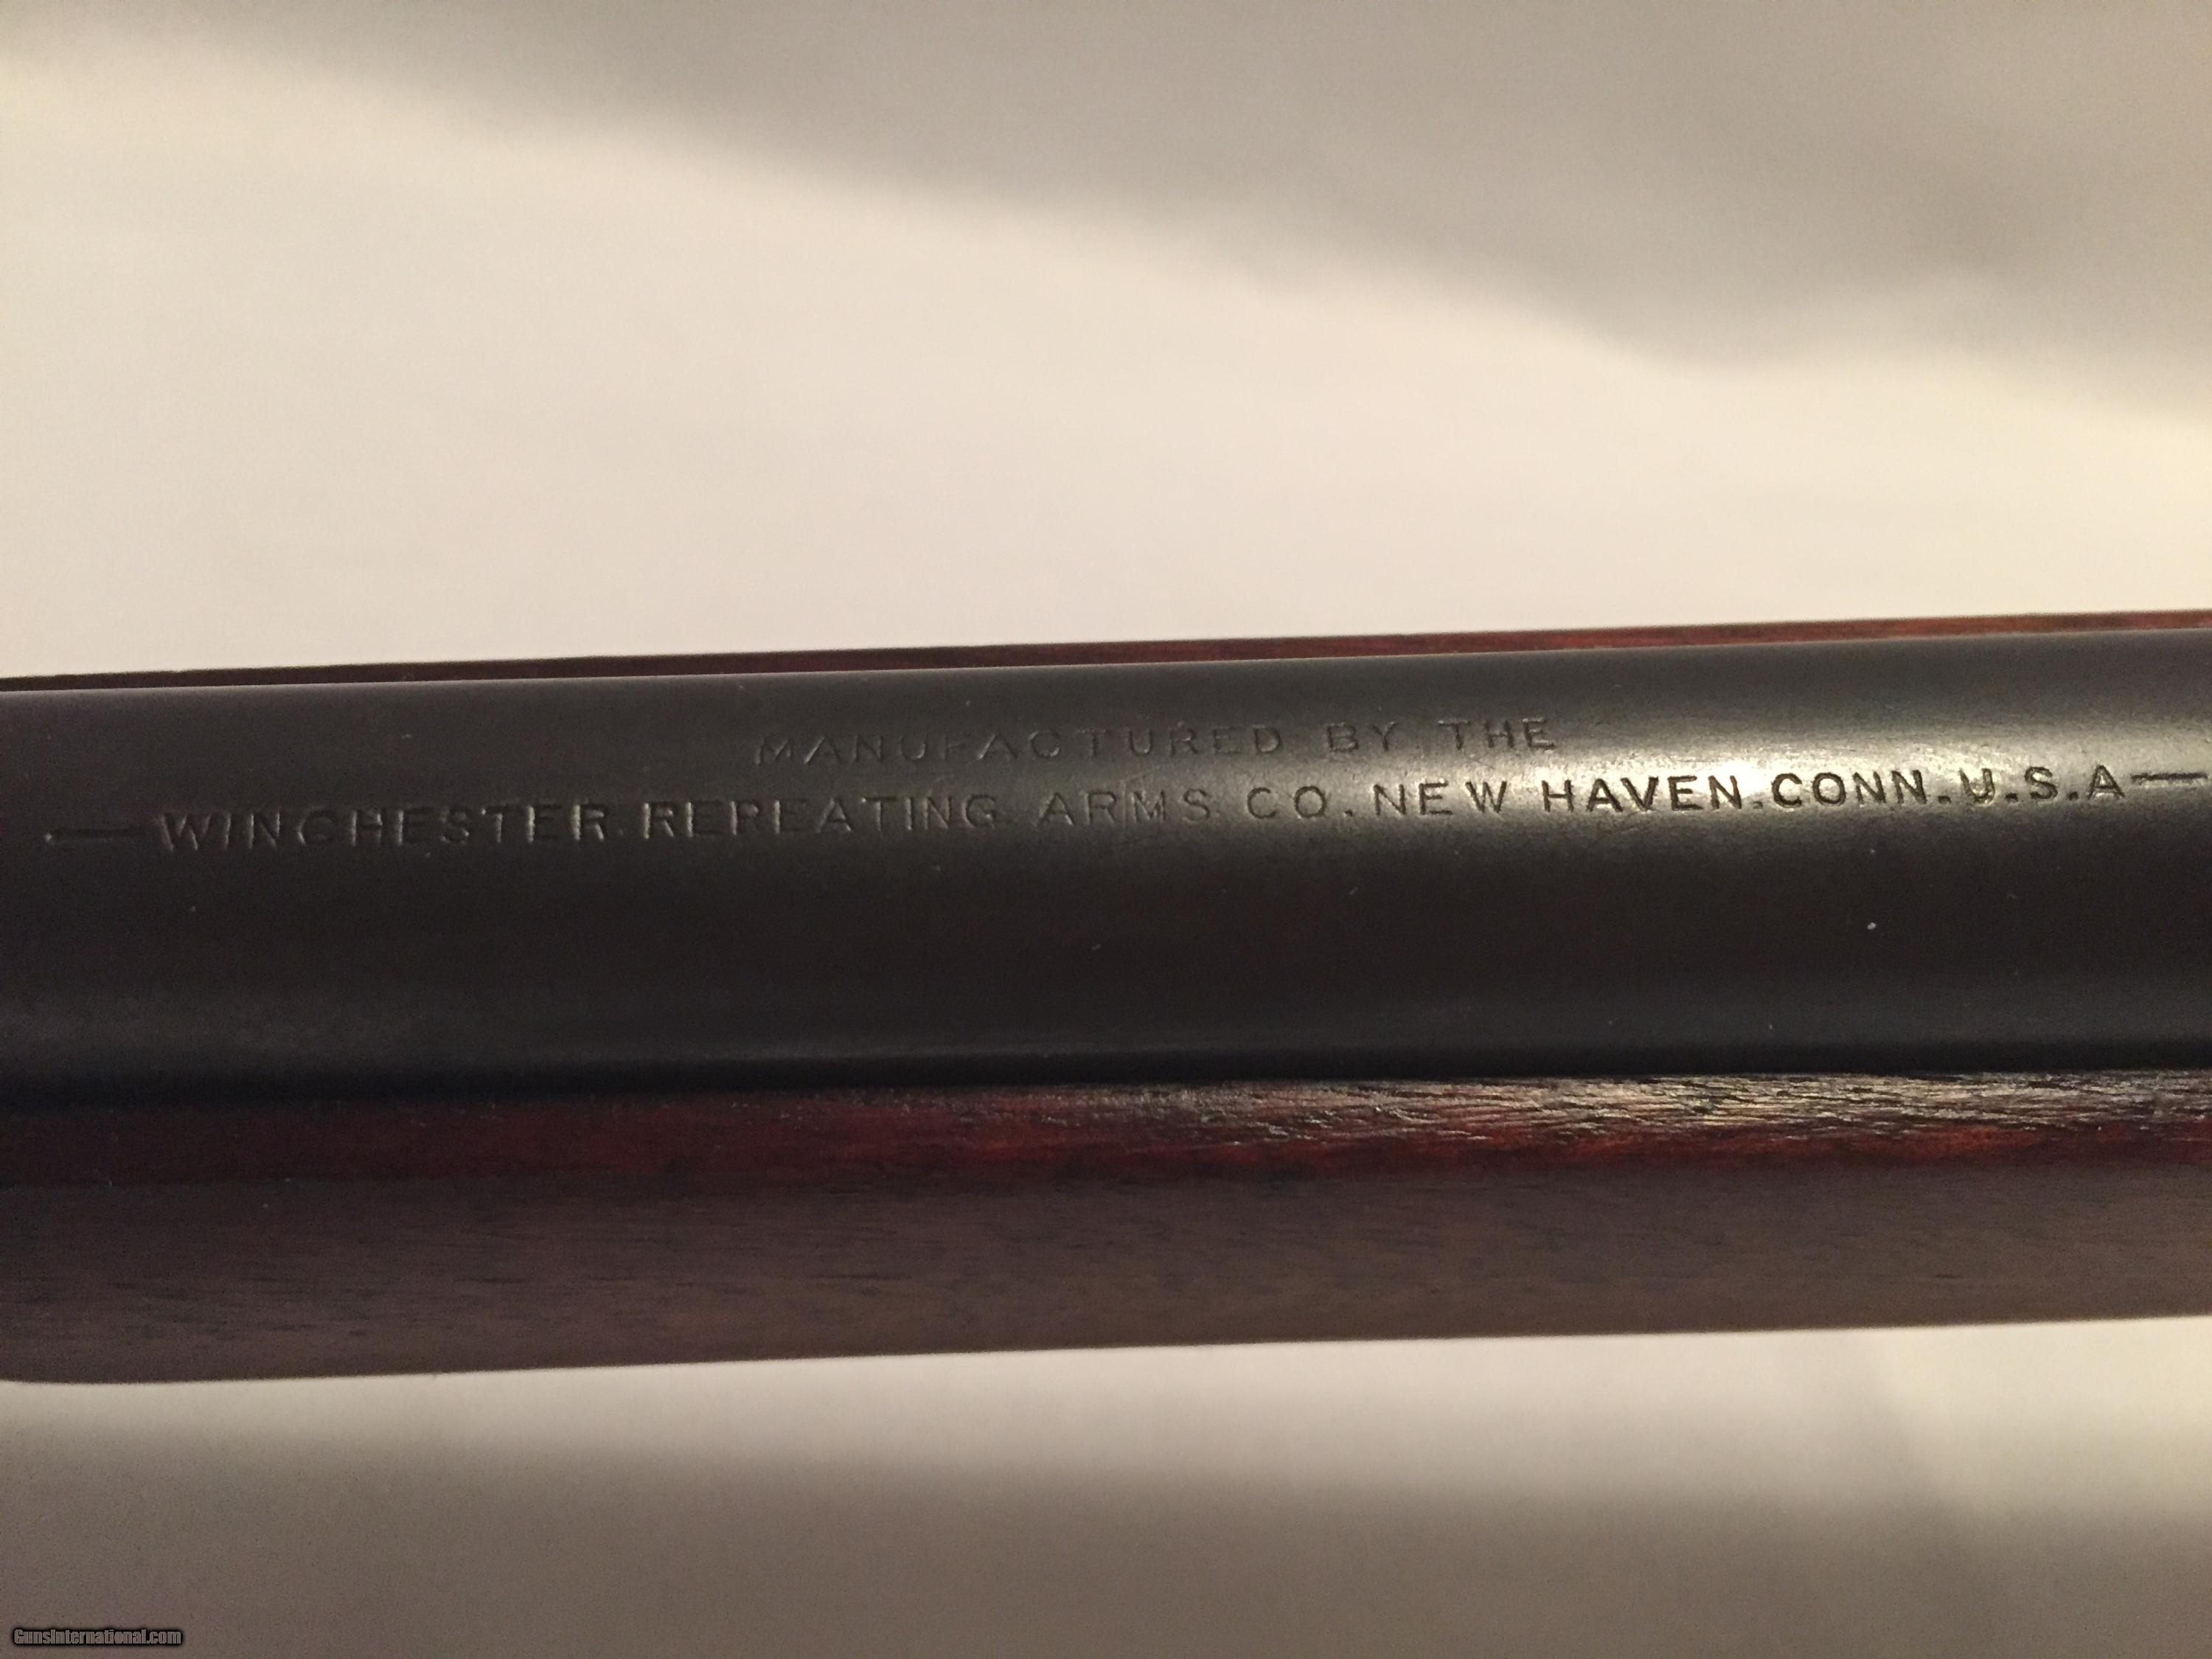 MANUFACTURED BY THE
—WINCHESTER REPEATING ARMS CO. NEW HAVEN. CONN. U.S.A—
GunsInternational.com